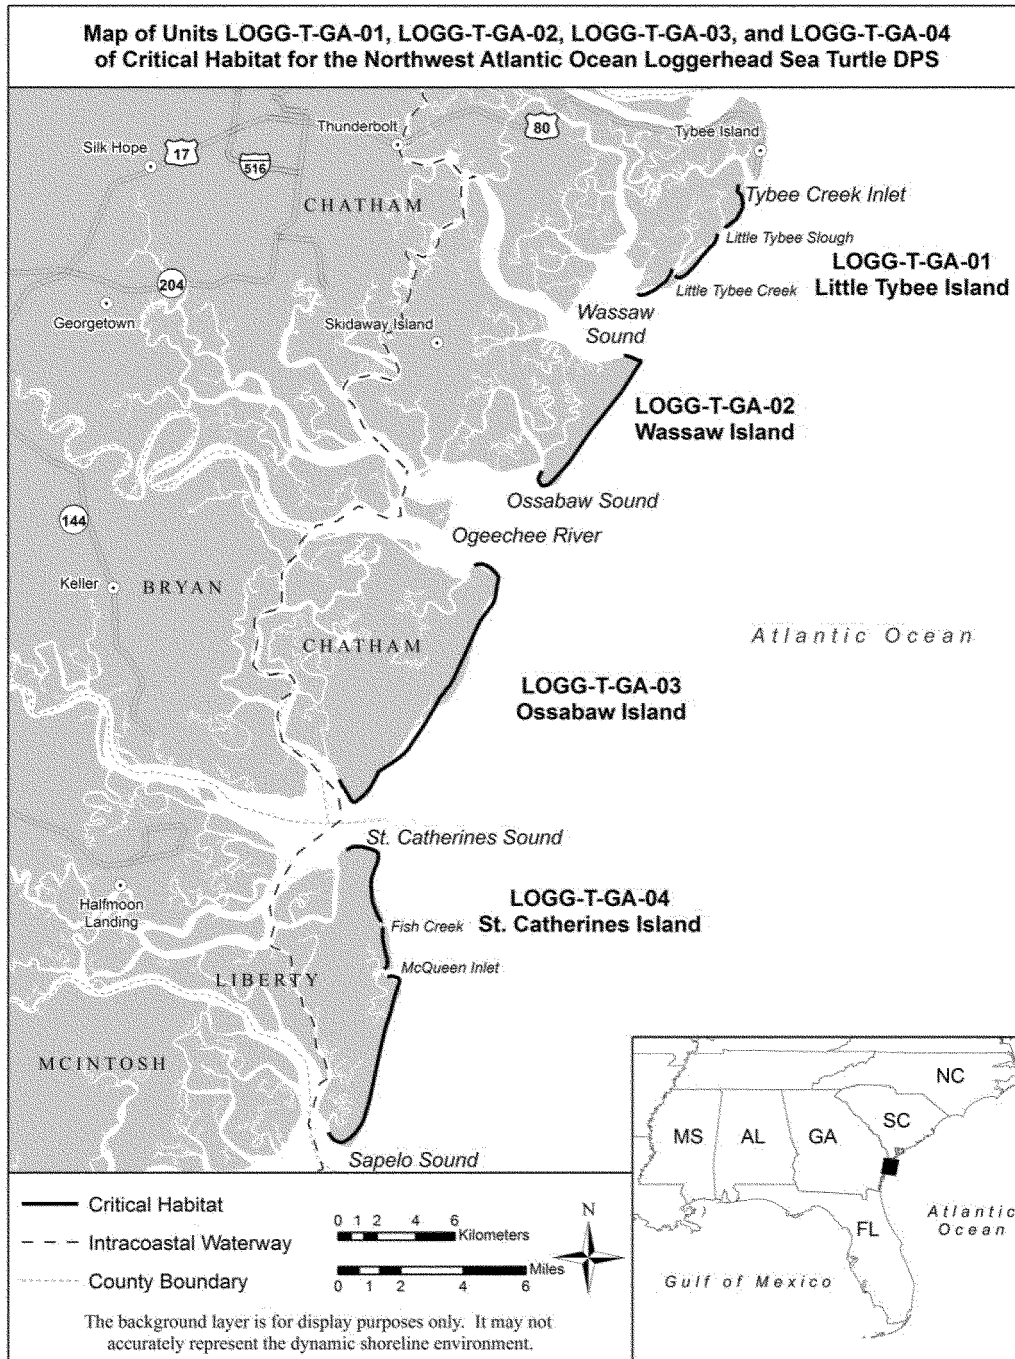 Map of Units LOGG-T-GA-01, LOGG-T-GA-02, LOGG-T-GA-03, and LOGG-T-GA-04
of Critical Habitat for the Northwest Atlantic Ocean Loggerhead Sea Turtle DPS
Thunderbolt
80
Tybee Island
Silk Hope
17
516
CHATHAM
Tybee Creek Inlet
Little Tybee Slough
LOGG-T-GA-01
Little Tybee Island
204
Little Tybee Creek
Georgetown
Skidaway Island
Wassaw
Sound
LOGG-T-GA-02
Wassaw Island
Ossabaw Sound
144
Ogeechee River
Keller
BRYAN
CHATHAM
Atlantic Ocean
LOGG-T-GA-03
Ossabaw Island
St. Catherines Sound
Halfmoon
Landing
LOGG-T-GA-04
St. Catherines Island
Fish Creek
McQueen Inlet
LIBERTY
MCINTOSH
Sapelo Sound
NC
SC
MS
AL
GA
FL
Atlantic
Ocean
Gulf of Mexico
Critical Habitat
Intracoastal Waterway
County Boundary
0 1 2 4 6
Kilometers
Miles
0 1 2 4 6
N
The background layer is for display purposes only. It may not
accurately represent the dynamic shoreline environment.